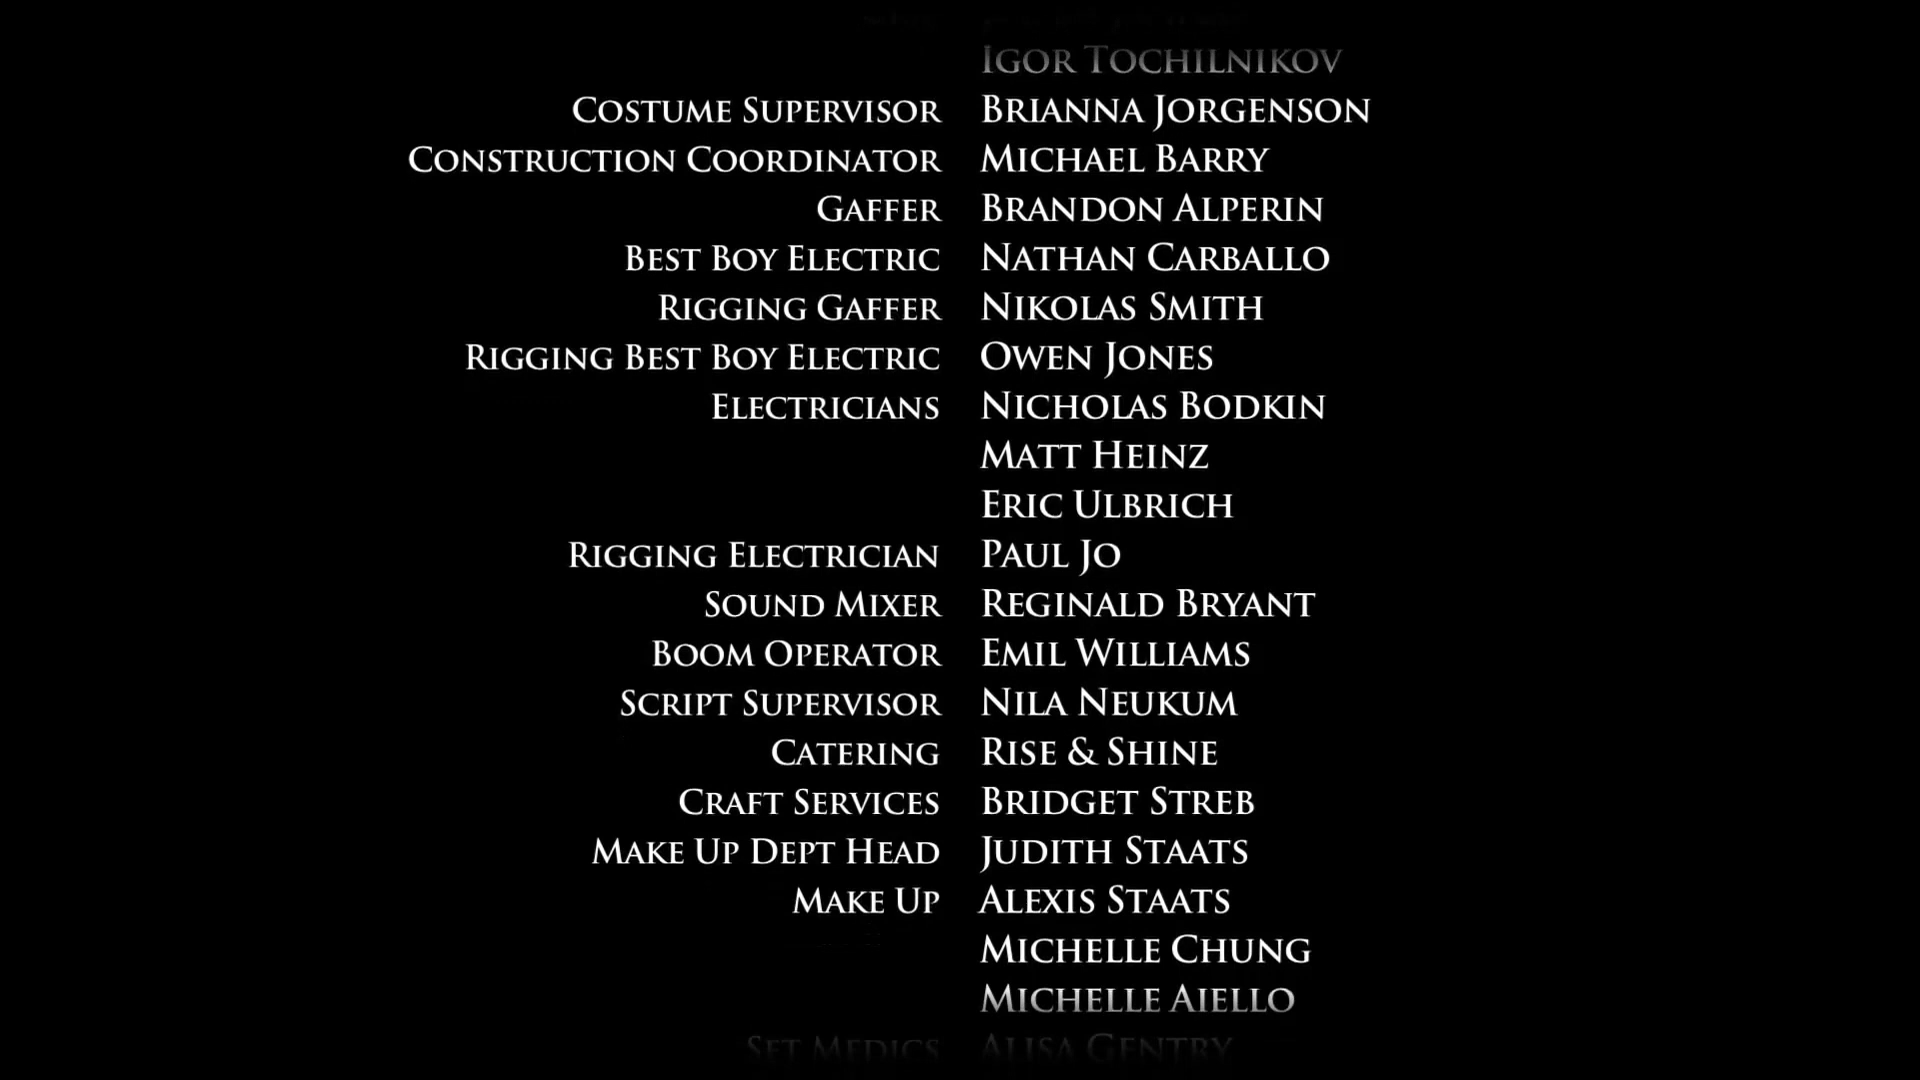 Igor Tochilnikov
Costume Supervisor Brianna Jorgenson
Construction Coordinator Michael Barry
Gaffer Brandon Alperin
Best Boy Electric Nathan Carballo
Rigging Gaffer Nikolas Smith
Rigging Best Boy Electric Owen Jones
Electricians Nicholas Bodkin
Matt Heinz
Eric Ulbrich
Rigging Electrician Paul Jo
Sound Mixer Reginald Bryant
Boom Operator Emil Williams
Script Supervisor Nila Neukum
Catering Rise & Shine
Craft Services Bridget Streb
Make Up Dept Head Judith Staats
Make Up Alexis Staats
Michelle Chung
Michelle Aiello
Set Medics Alisa Gentry